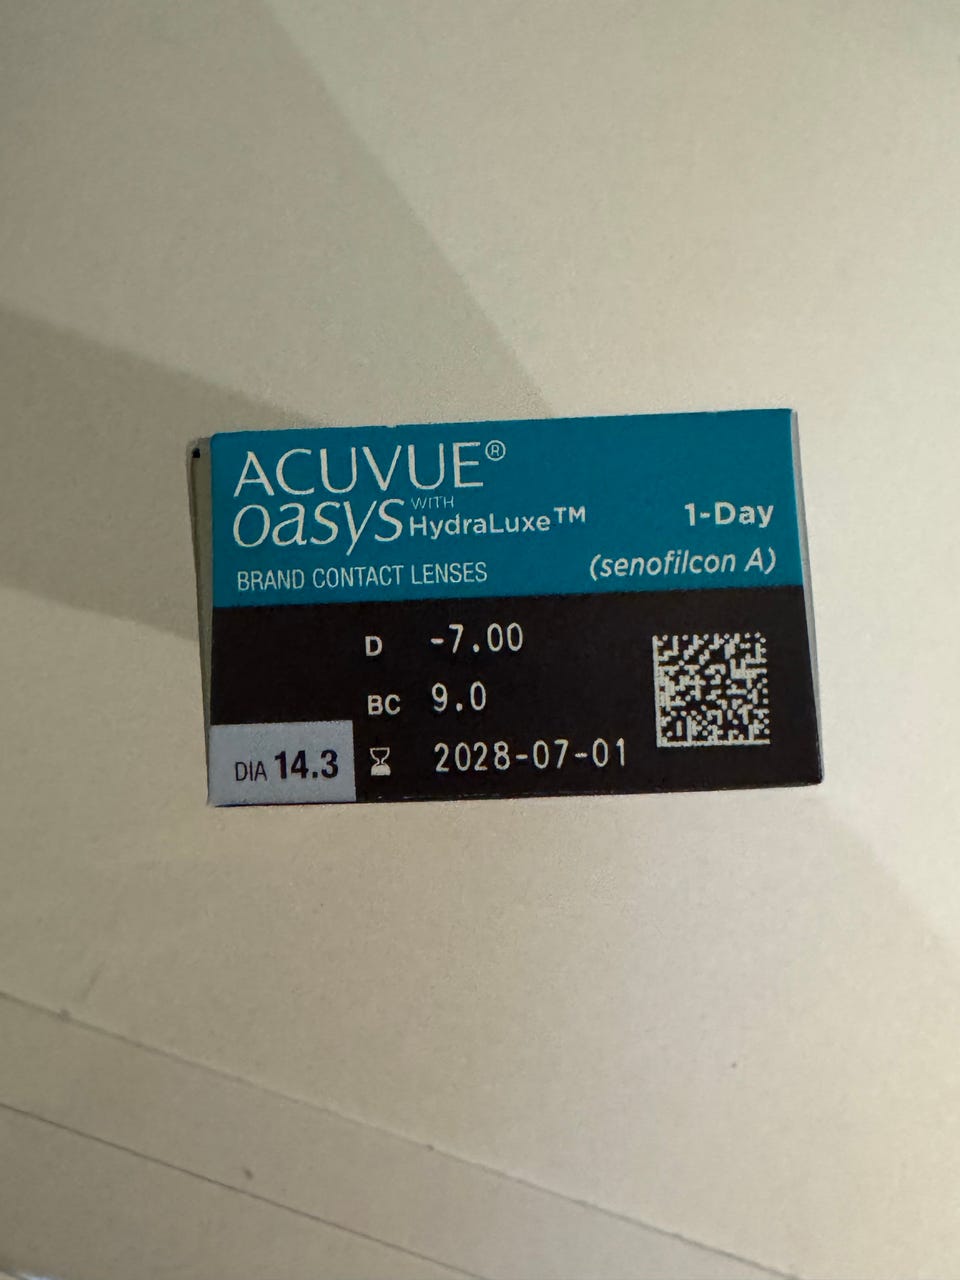 ACUVUE®
oasys WITH HydraLuxe™ 1-Day
BRAND CONTACT LENSES (senofilcon A)
D -7.00
BC 9.0
DIA 14.3 2028-07-01